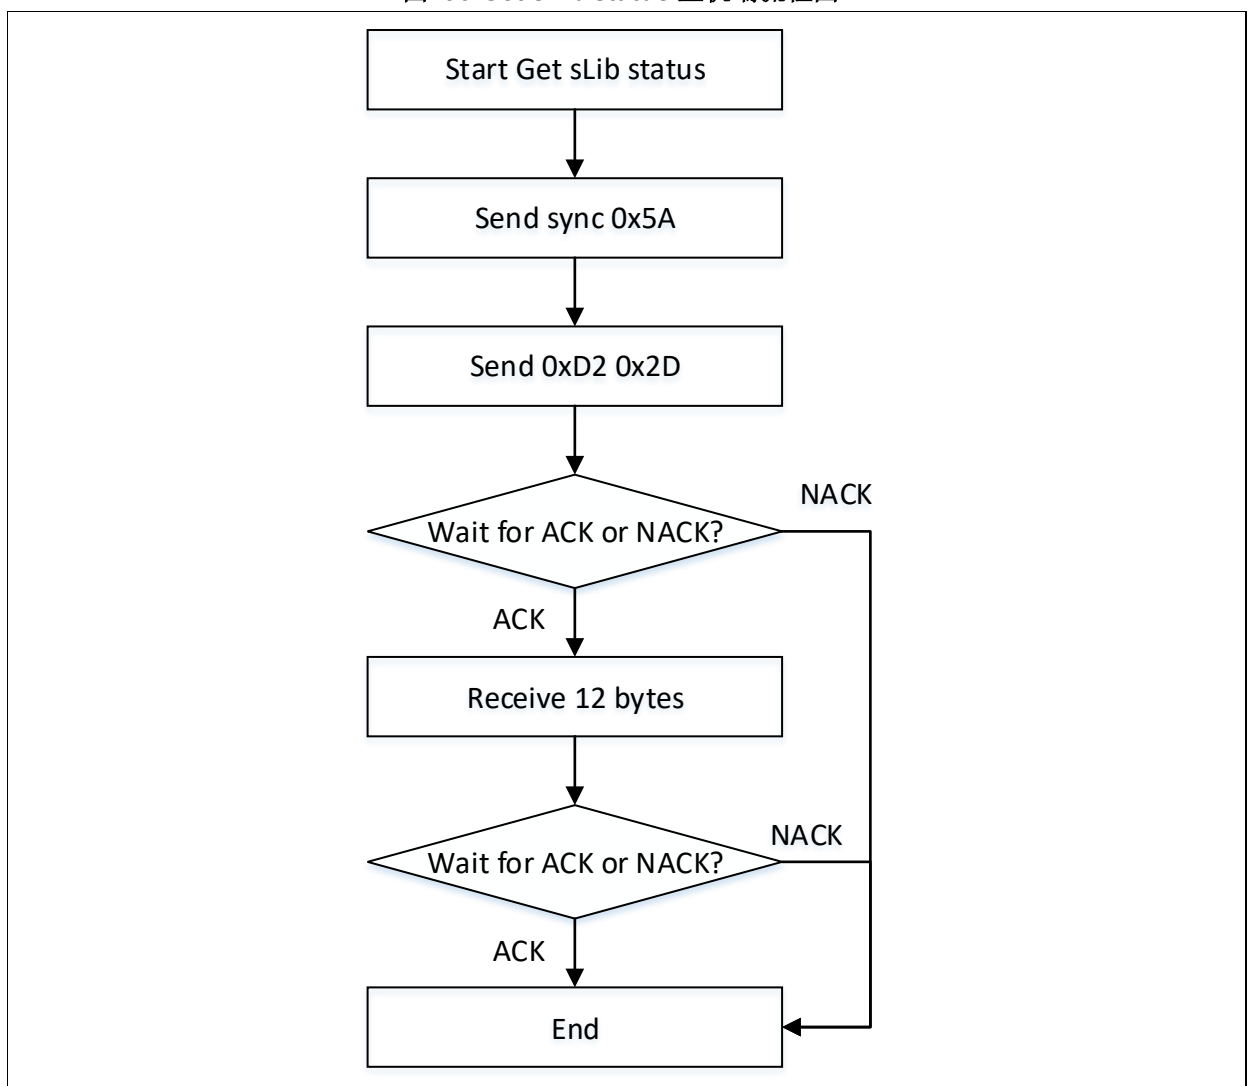 Start Get sLib status
Send sync 0x5A
Send 0xD2 0x2D
Wait for ACK or NACK?
NACK
ACK
Receive 12 bytes
Wait for ACK or NACK?
NACK
ACK
End